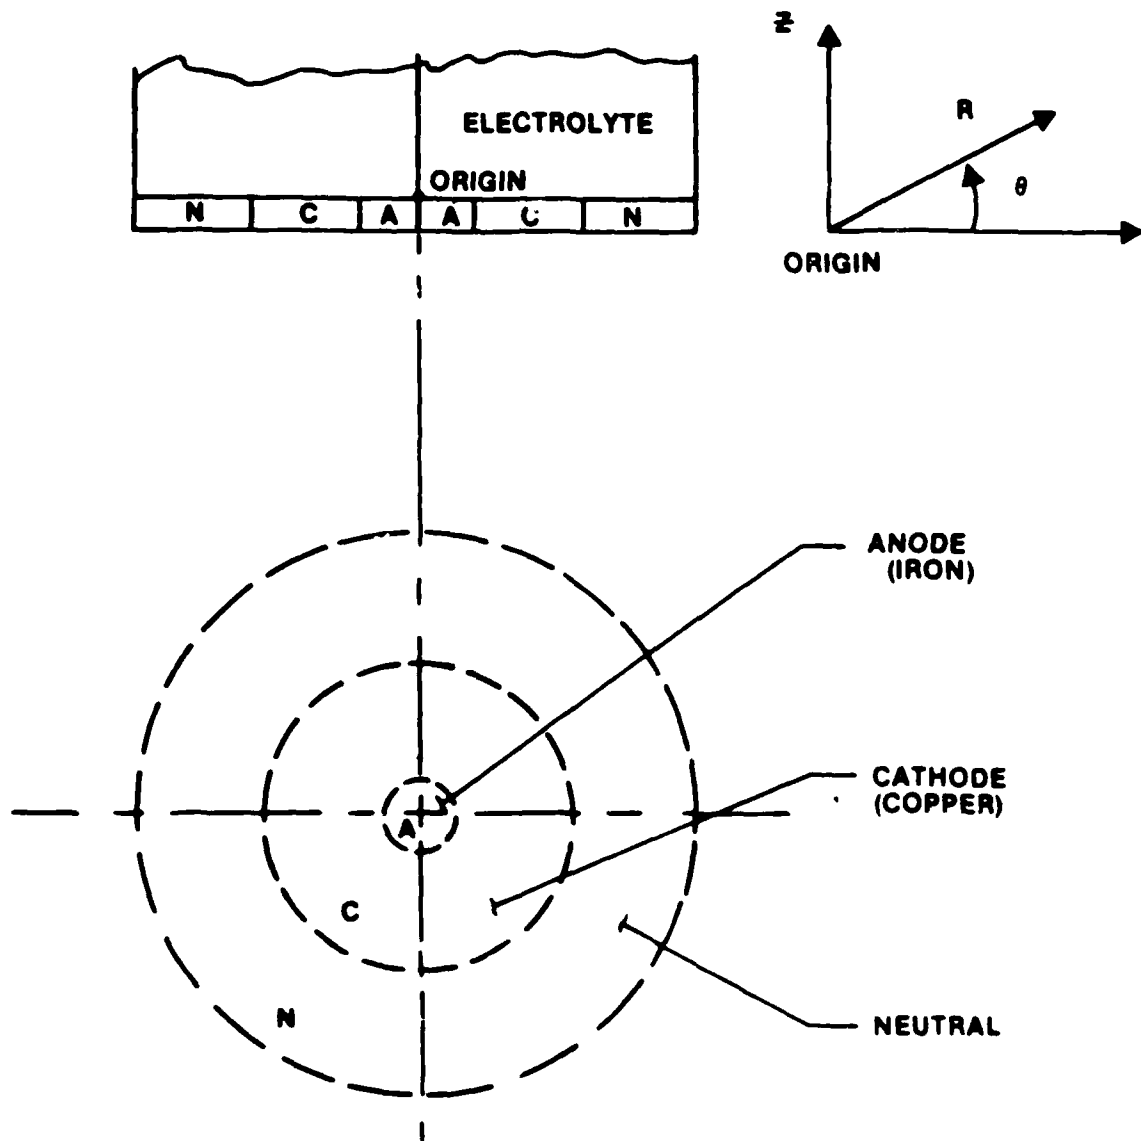 Z
R
ELECTROLYTE
θ
ORIGIN
N C A A C N
ORIGIN
ANODE
(IRON)
CATHODE
(COPPER)
A
C
N
NEUTRAL